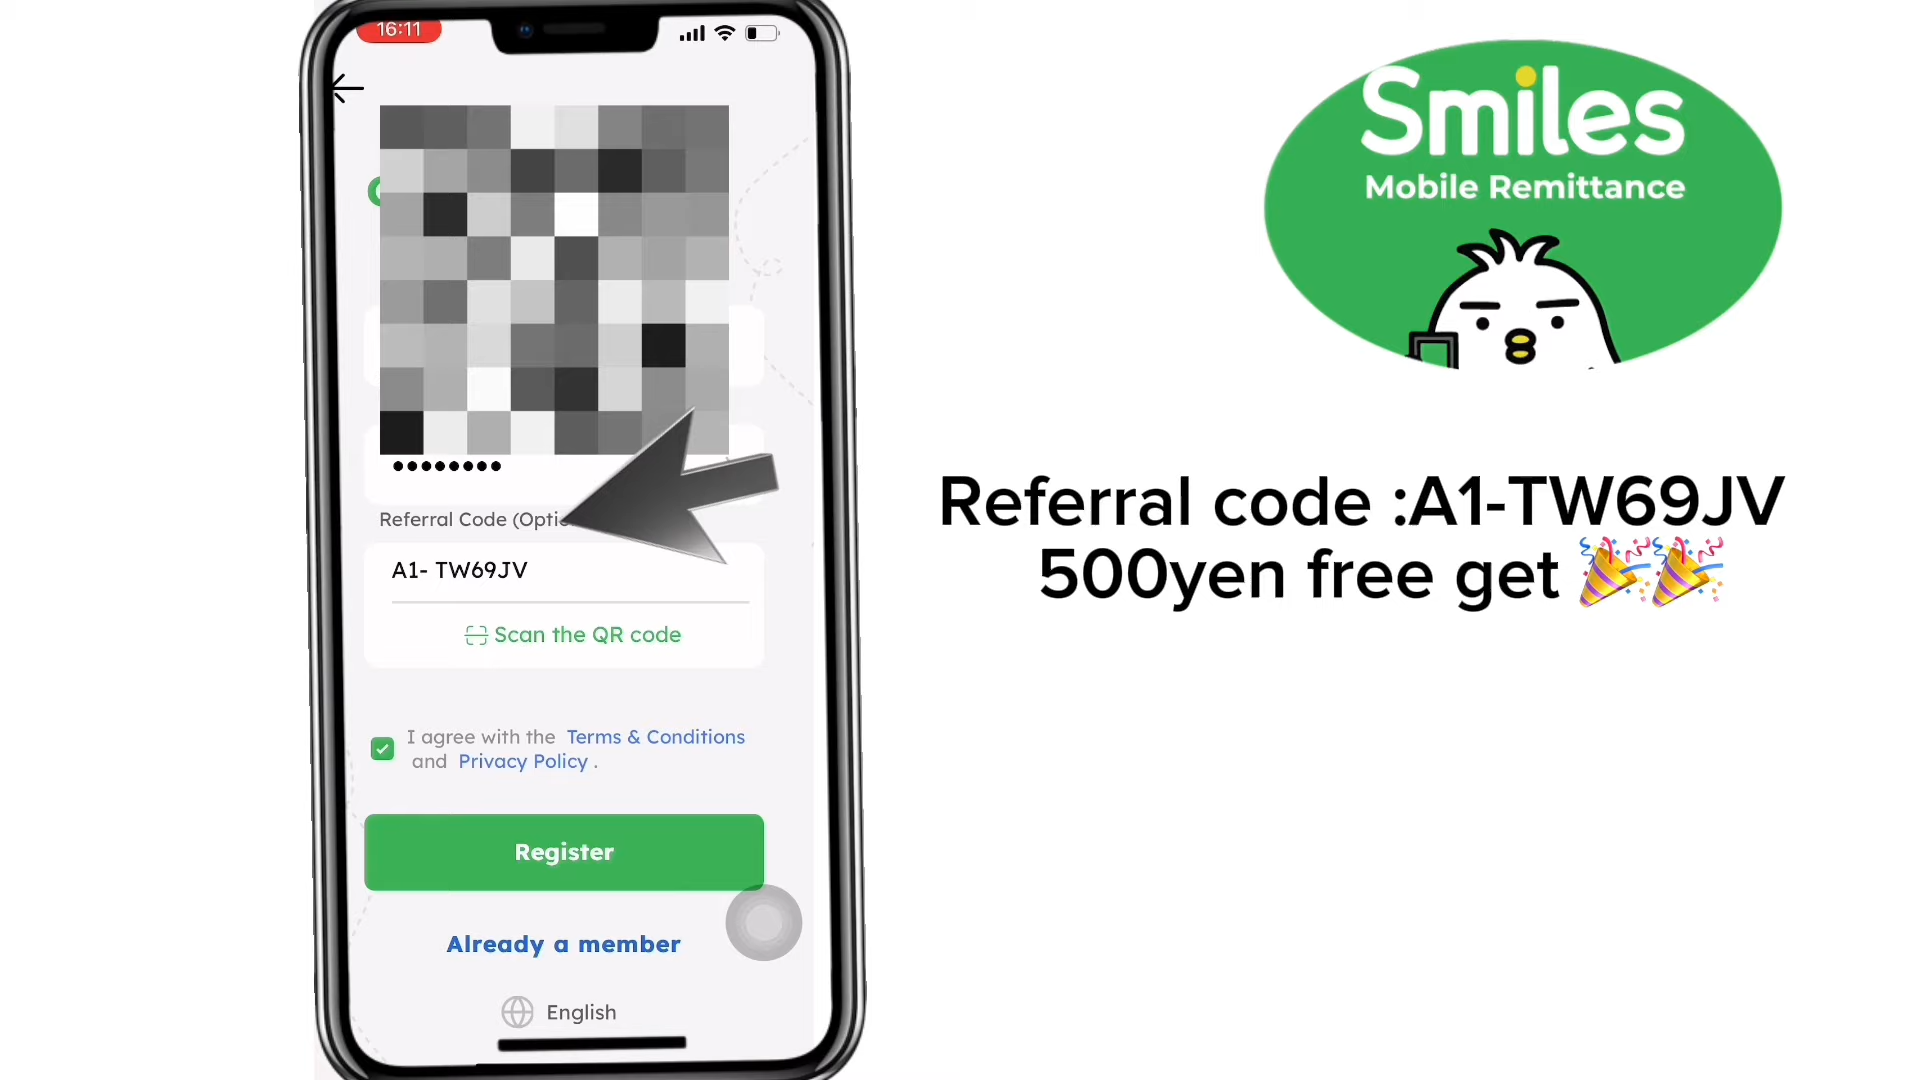 16:11
Referral Code (Optio
A1- TW69JV
Scan the QR code
I agree with the Terms & Conditions
and Privacy Policy .
Register
Already a member
English
Smiles
Mobile Remittance
Referral code :A1-TW69JV
500yen free get 🎉🎉